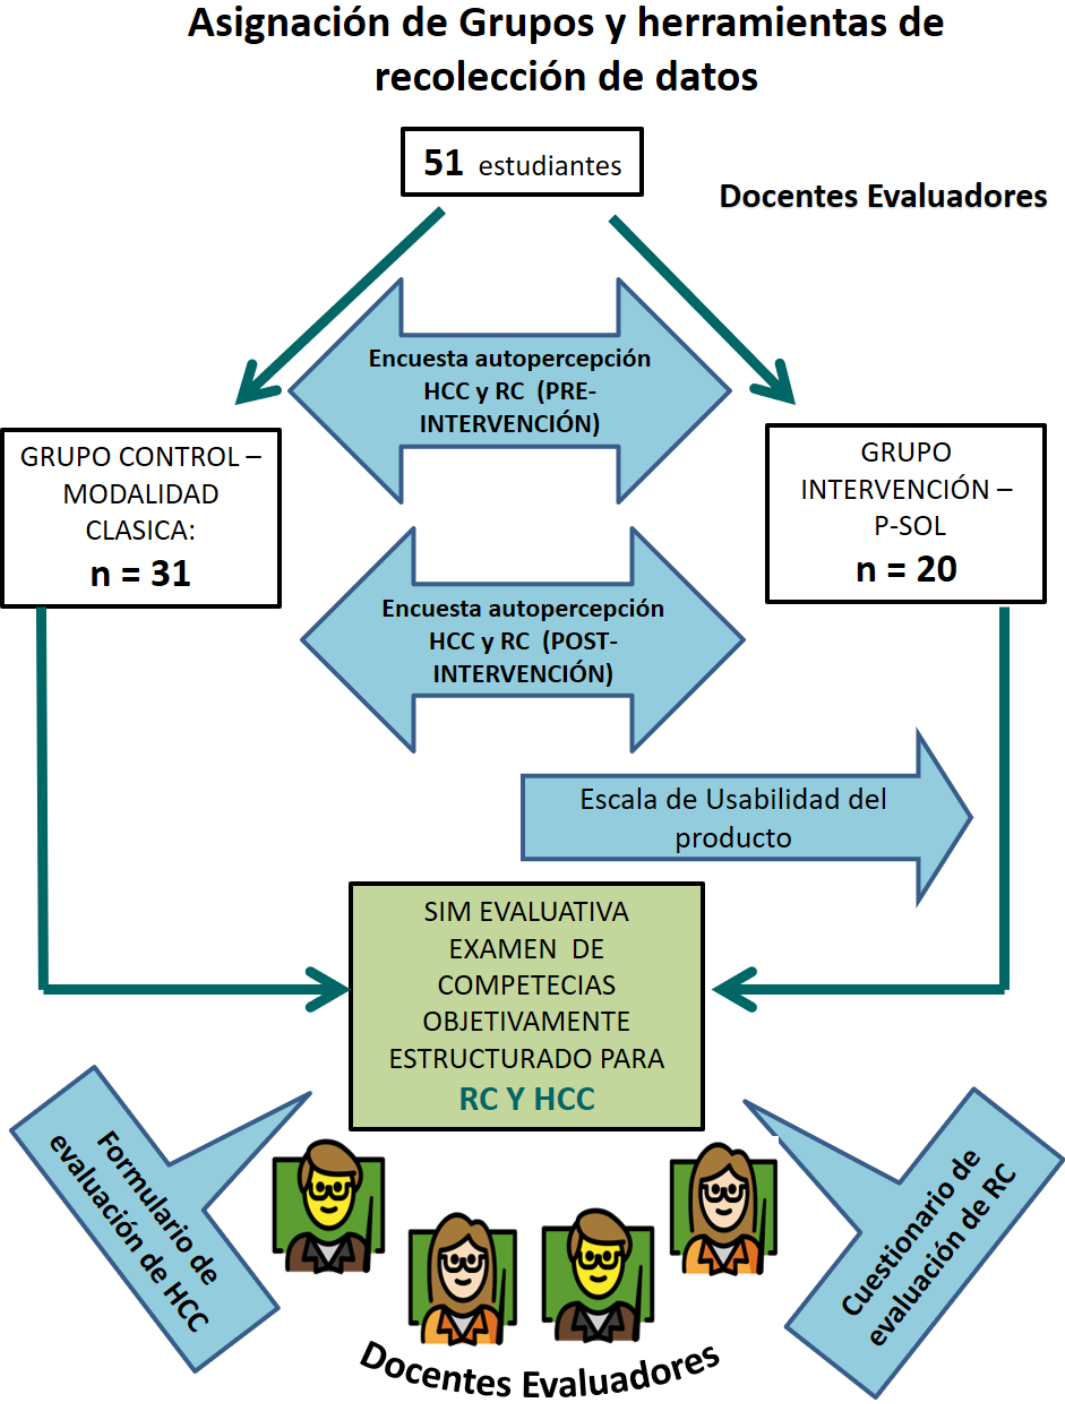 Asignación de Grupos y herramientas de
recolección de datos
51 estudiantes
Docentes Evaluadores
Encuesta autopercepción
HCC y RC (PRE-
INTERVENCIÓN)
GRUPO CONTROL –
MODALIDAD
CLASICA:
n = 31
GRUPO
INTERVENCIÓN –
P-SOL
n = 20
Encuesta autopercepción
HCC y RC (POST-
INTERVENCIÓN)
Escala de Usabilidad del
producto
SIM EVALUATIVA
EXAMEN DE
COMPETECIAS
OBJETIVAMENTE
ESTRUCTURADO PARA
RC Y HCC
Formulario de
evaluación de HCC
Cuestionario de
evaluación de RC
Docentes Evaluadores